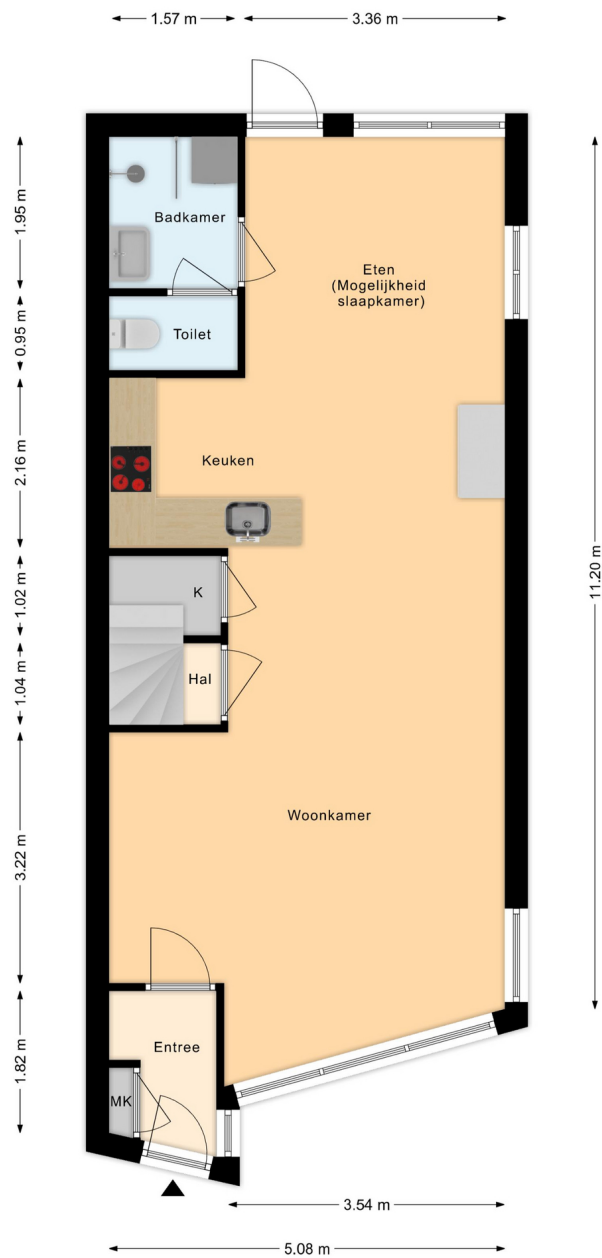 1.57 m
3.36 m
1.95 m
0.95 m
2.16 m
1.02 m
1.04 m
3.22 m
1.82 m
Badkamer
Eten
(Mogelijkheid
slaapkamer)
Toilet
Keuken
K
Hal
Woonkamer
Entree
MK
11.20 m
3.54 m
5.08 m